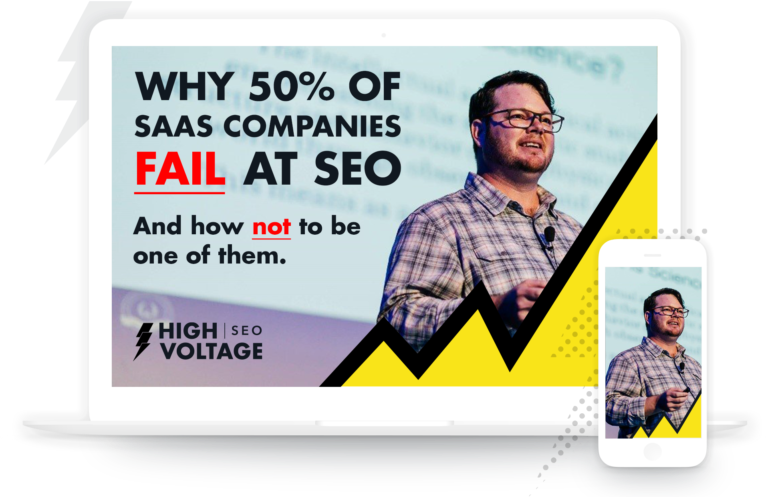 WHY 50% OF
SAAS COMPANIES
FAIL AT SEO
And how not to be
one of them.
HIGH | SEO
VOLTAGE